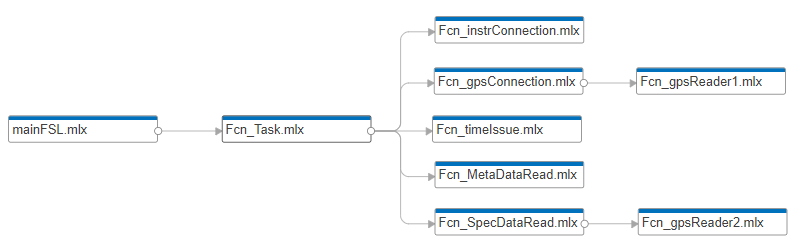 Fcn_instrConnection.mlx
Fcn_gpsConnection.mlx
Fcn_gpsReader1.mlx
mainFSL.mlx
Fcn_Task.mlx
Fcn_timeIssue.mlx
Fcn_MetaDataRead.mlx
Fcn_SpecDataRead.mlx
Fcn_gpsReader2.mlx